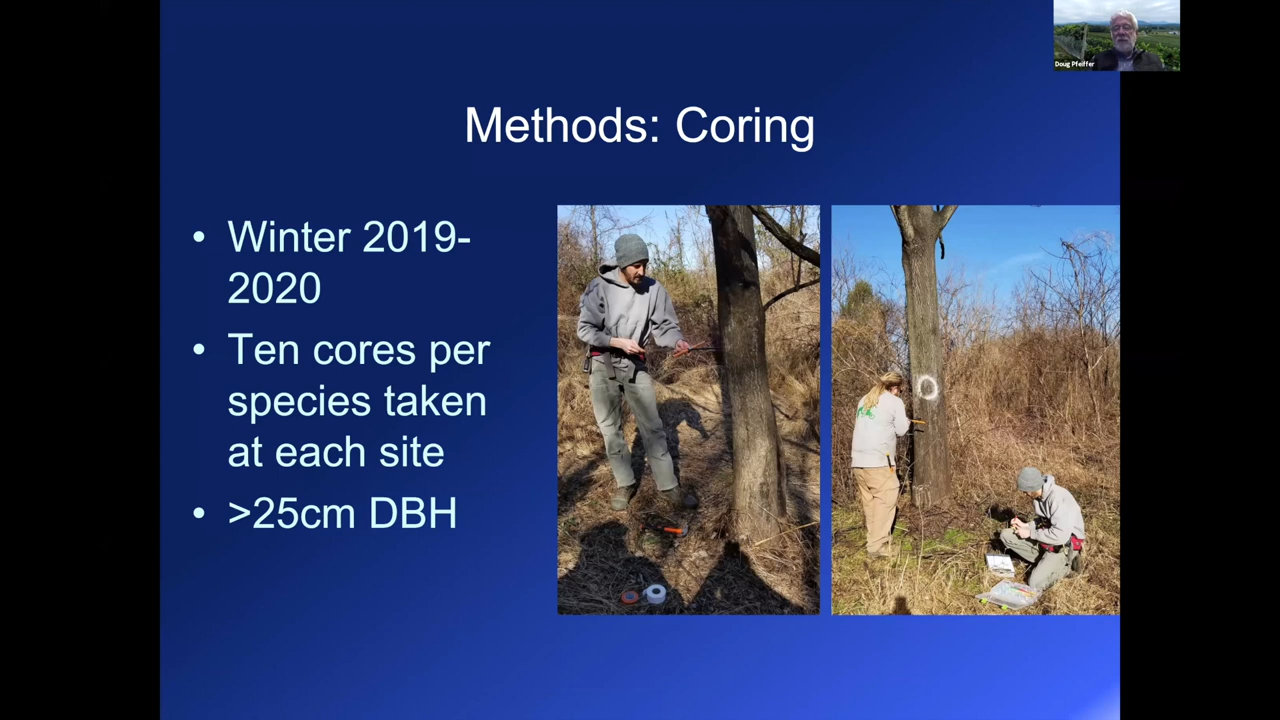 Doug Pfeiffer
Methods: Coring
• Winter 2019-
2020
• Ten cores per
species taken
at each site
• >25cm DBH